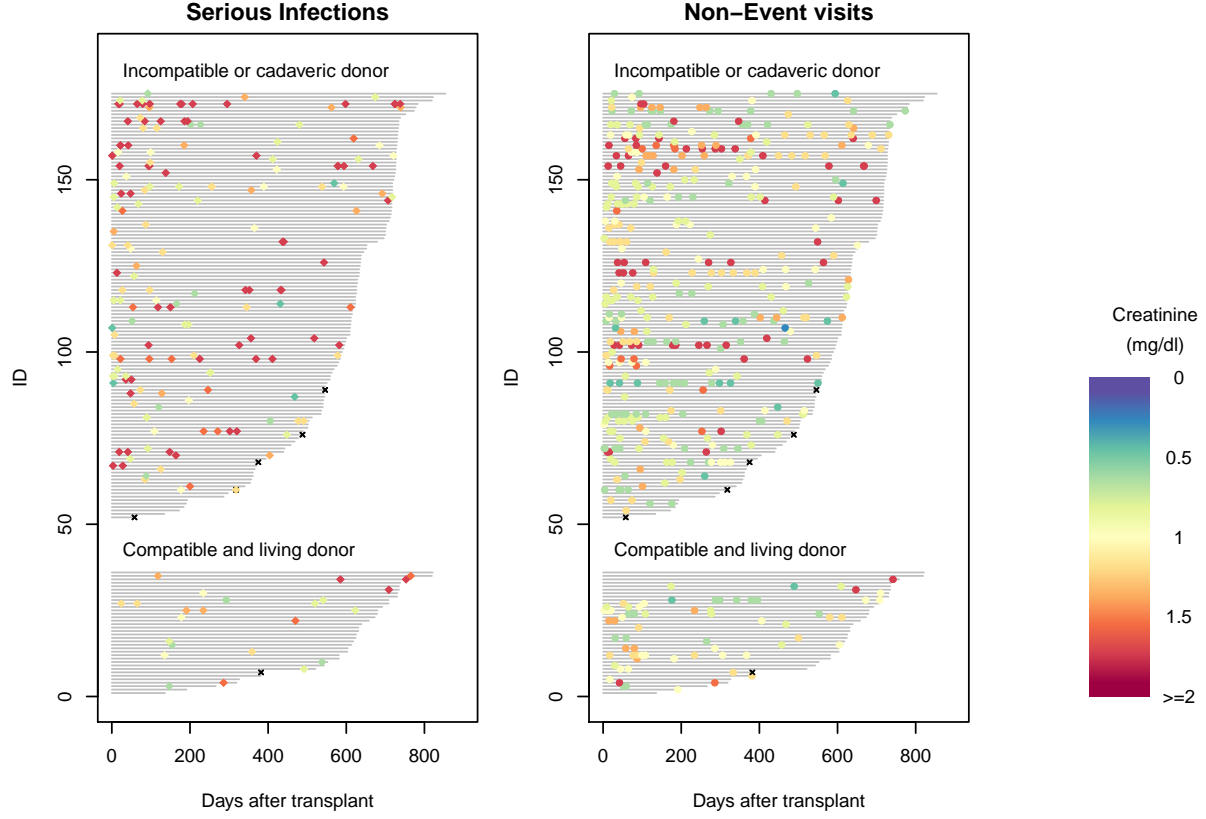 Serious Infections
Incompatible or cadaveric donor
Compatible and living donor
ID
0
50
100
150
0
200
400
600
800
Days after transplant
Non−Event visits
Incompatible or cadaveric donor
Compatible and living donor
ID
0
50
100
150
0
200
400
600
800
Days after transplant
Creatinine
(mg/dl)
0
0.5
1
1.5
>=2